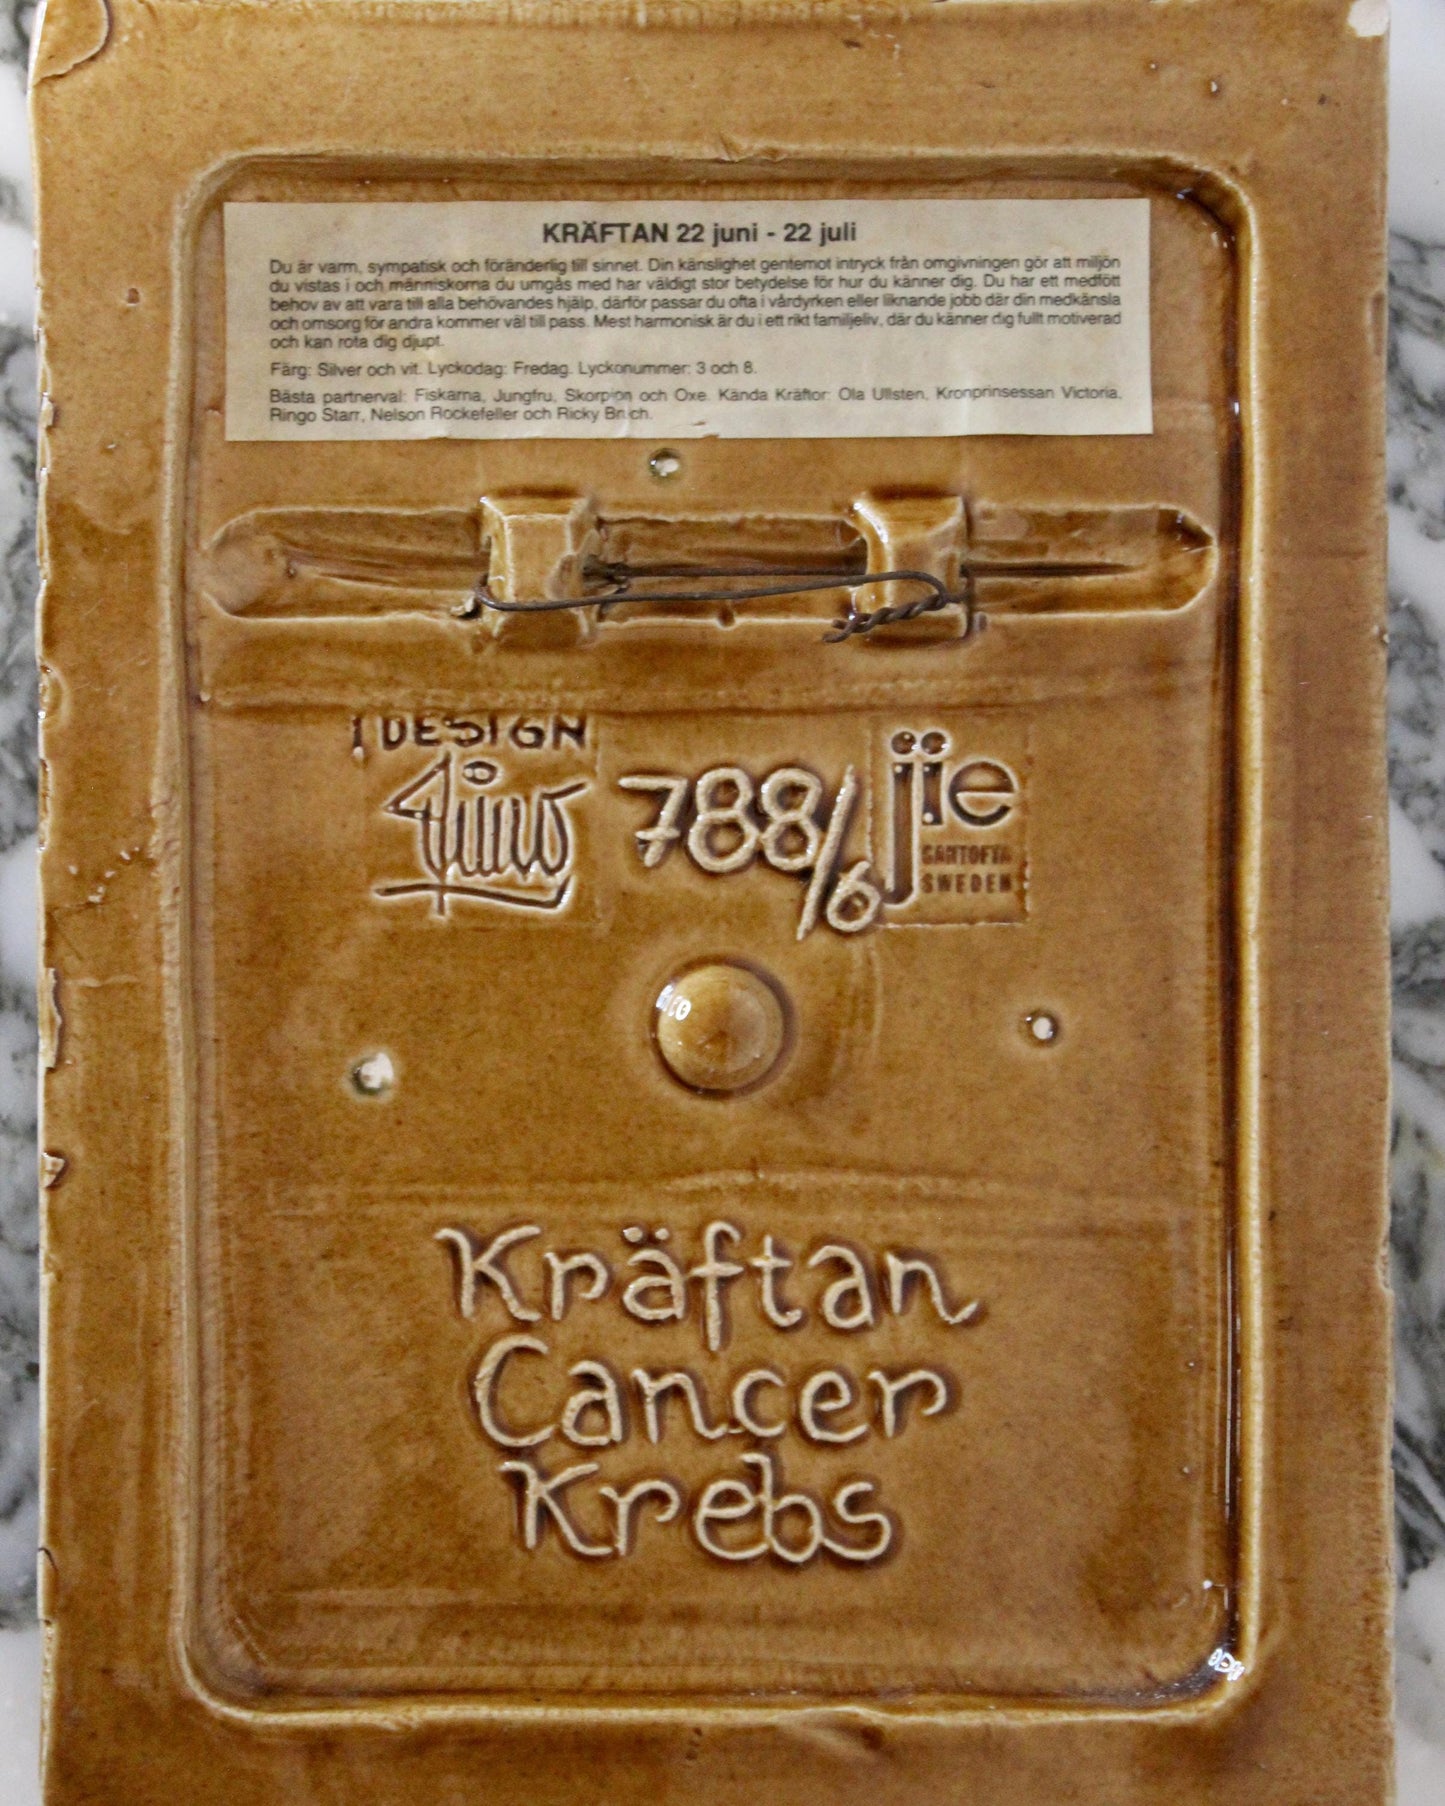 KRÄFTAN 22 juni - 22 juli
Du är varm, sympatisk och föränderlig till sinnet. Din känslighet gentemot intryck från omgivningen gör att miljön
du vistas i och människorna du umgås med har väldigt stor betydelse för hur du känner dig. Du har ett medfött
behov av att vara till alla behövandes hjälp, därför passar du ofta i vårdyrken eller liknande jobb där din medkänsla
och omsorg för andra kommer väl till pass. Mest harmonisk är du i ett rikt familjeliv, där du känner dig fullt motiverad
och kan rota dig djupt.
Färg: Silver och vit. Lyckodag: Fredag. Lyckonummer: 3 och 8.
Bästa partnerval: Fiskarna, Jungfru, Skorpion och Oxe. Kända Kräftor: Ola Ullsten, Kronprinsessan Victoria,
Ringo Starr, Nelson Rockefeller och Ricky
DESIGN
788/6
jie
GANTOFTA
SWEDEN
Kräftan
Cancer
Krebs